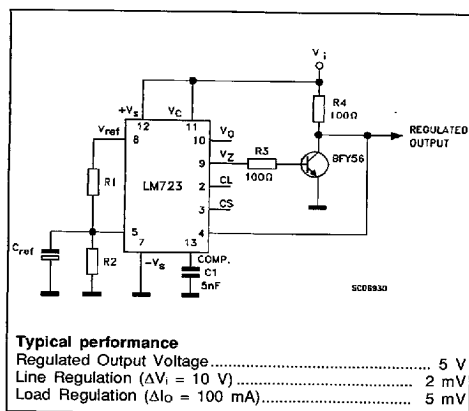 Vi
R4
100Ω
+Vs
VC
12
11
Vref
8
10
VO
REGULATED
OUTPUT
9
VZ
R3
100Ω
BFY56
R1
LM723
2
CL
3
CS
Cref
5
4
R2
7
13
-Vs
COMP.
C1
5nF
SC06930
Typical performance
Regulated Output Voltage ........................................ 5 V
Line Regulation (ΔVi = 10 V) ................................ 2 mV
Load Regulation (ΔIO = 100 mA) ........................... 5 mV